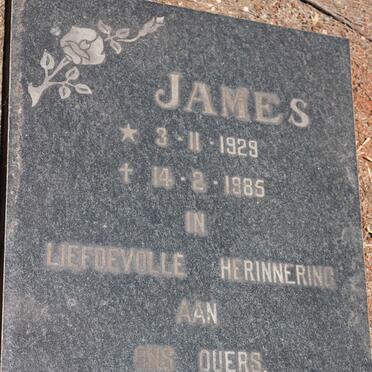 JAMES
★ 3-11-1929
† 14-2-1985
IN
LIEFDEVOLLE HERINNERING
AAN
ONS OUERS.